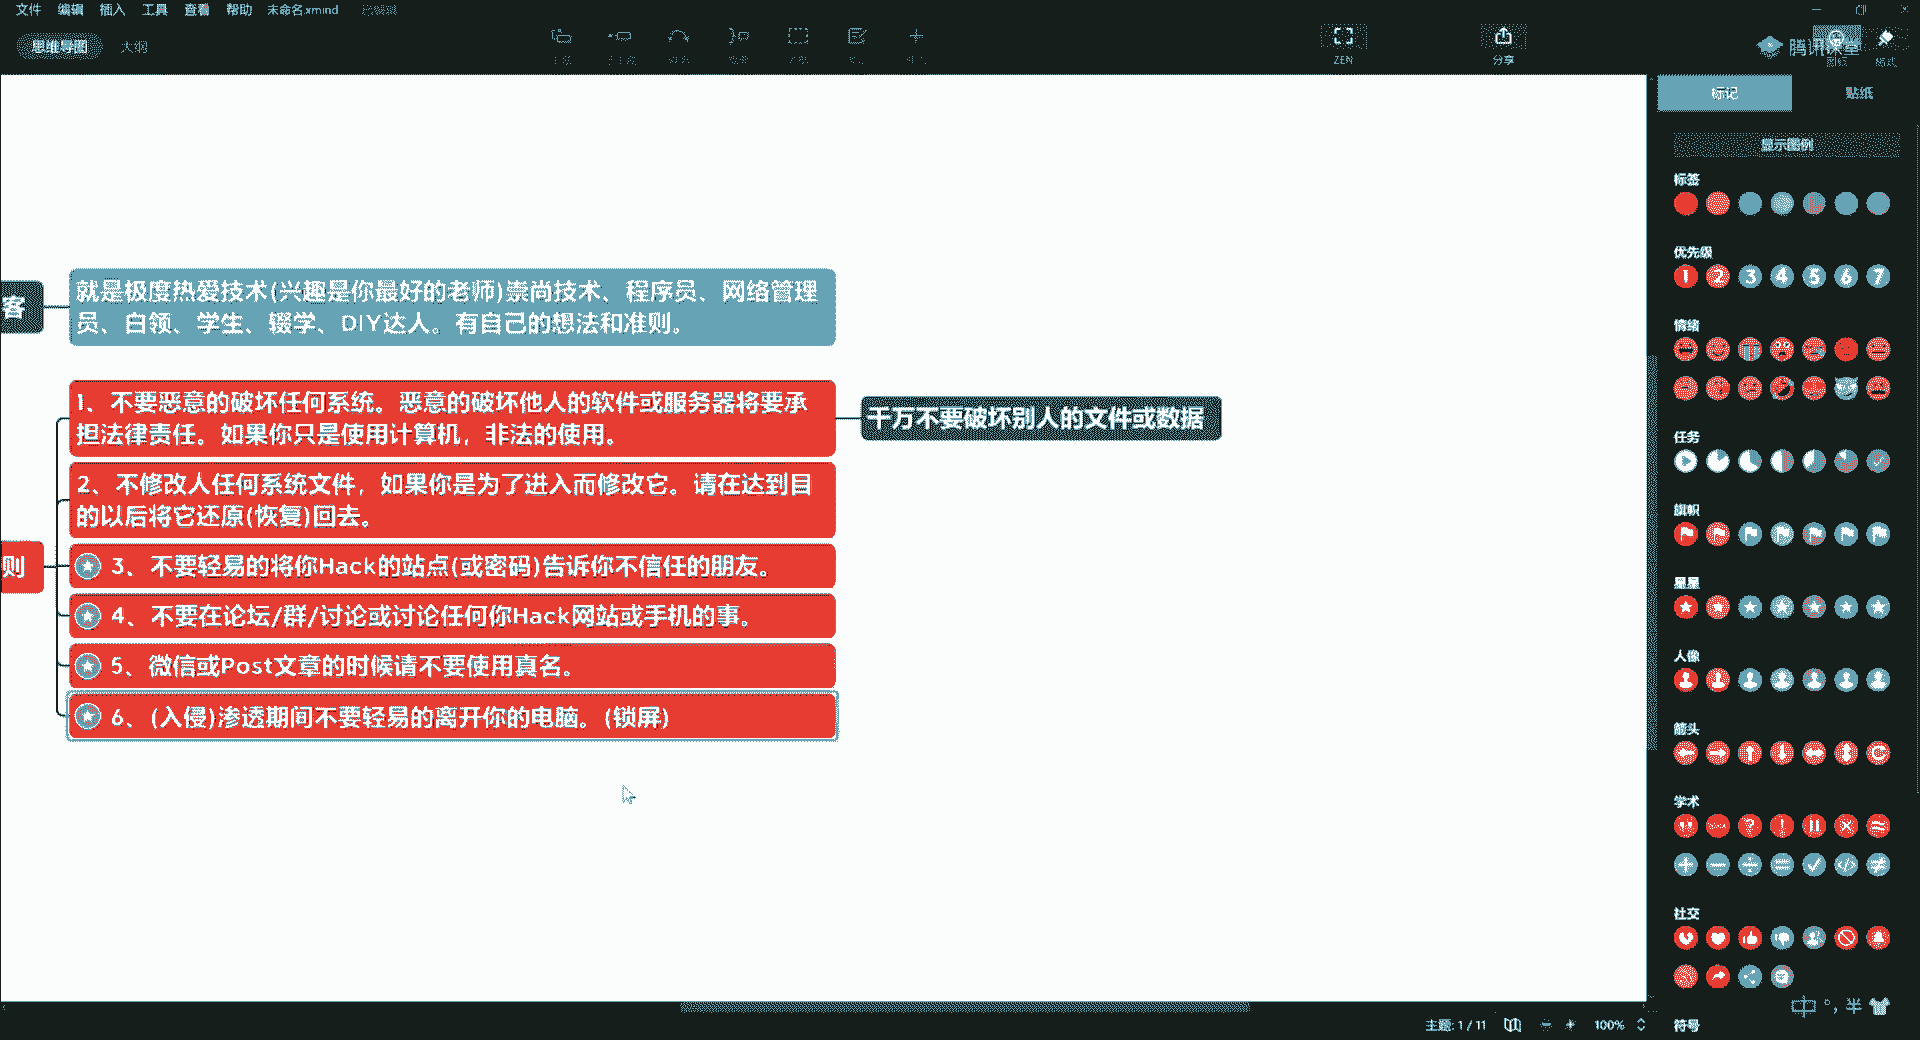 文件 编辑 插入 工具 查看 帮助 未命名.xmind
思维导图 大纲
ZEN
分享
腾讯课堂
格式
标记 贴纸
显示图例
标签
优先级
1 2 3 4 5 6 7
情绪
任务
旗帜
星星
人像
箭头
学术
社交
符号
客
就是极度热爱技术(兴趣是你最好的老师)崇尚技术、程序员、网络管理
员、白领、学生、辍学、DIY达人。有自己的想法和准则。
则
1、不要恶意的破坏任何系统。恶意的破坏他人的软件或服务器将要承
担法律责任。如果你只是使用计算机，非法的使用。
千万不要破坏别人的文件或数据
2、不修改人任何系统文件，如果你是为了进入而修改它。请在达到目
的以后将它还原(恢复)回去。
3、不要轻易的将你Hack的站点(或密码)告诉你不信任的朋友。
4、不要在论坛/群/讨论或讨论任何你Hack网站或手机的事。
5、微信或Post文章的时候请不要使用真名。
6、(入侵)渗透期间不要轻易的离开你的电脑。(锁屏)
中 °, 半
主题: 1 / 11
100%